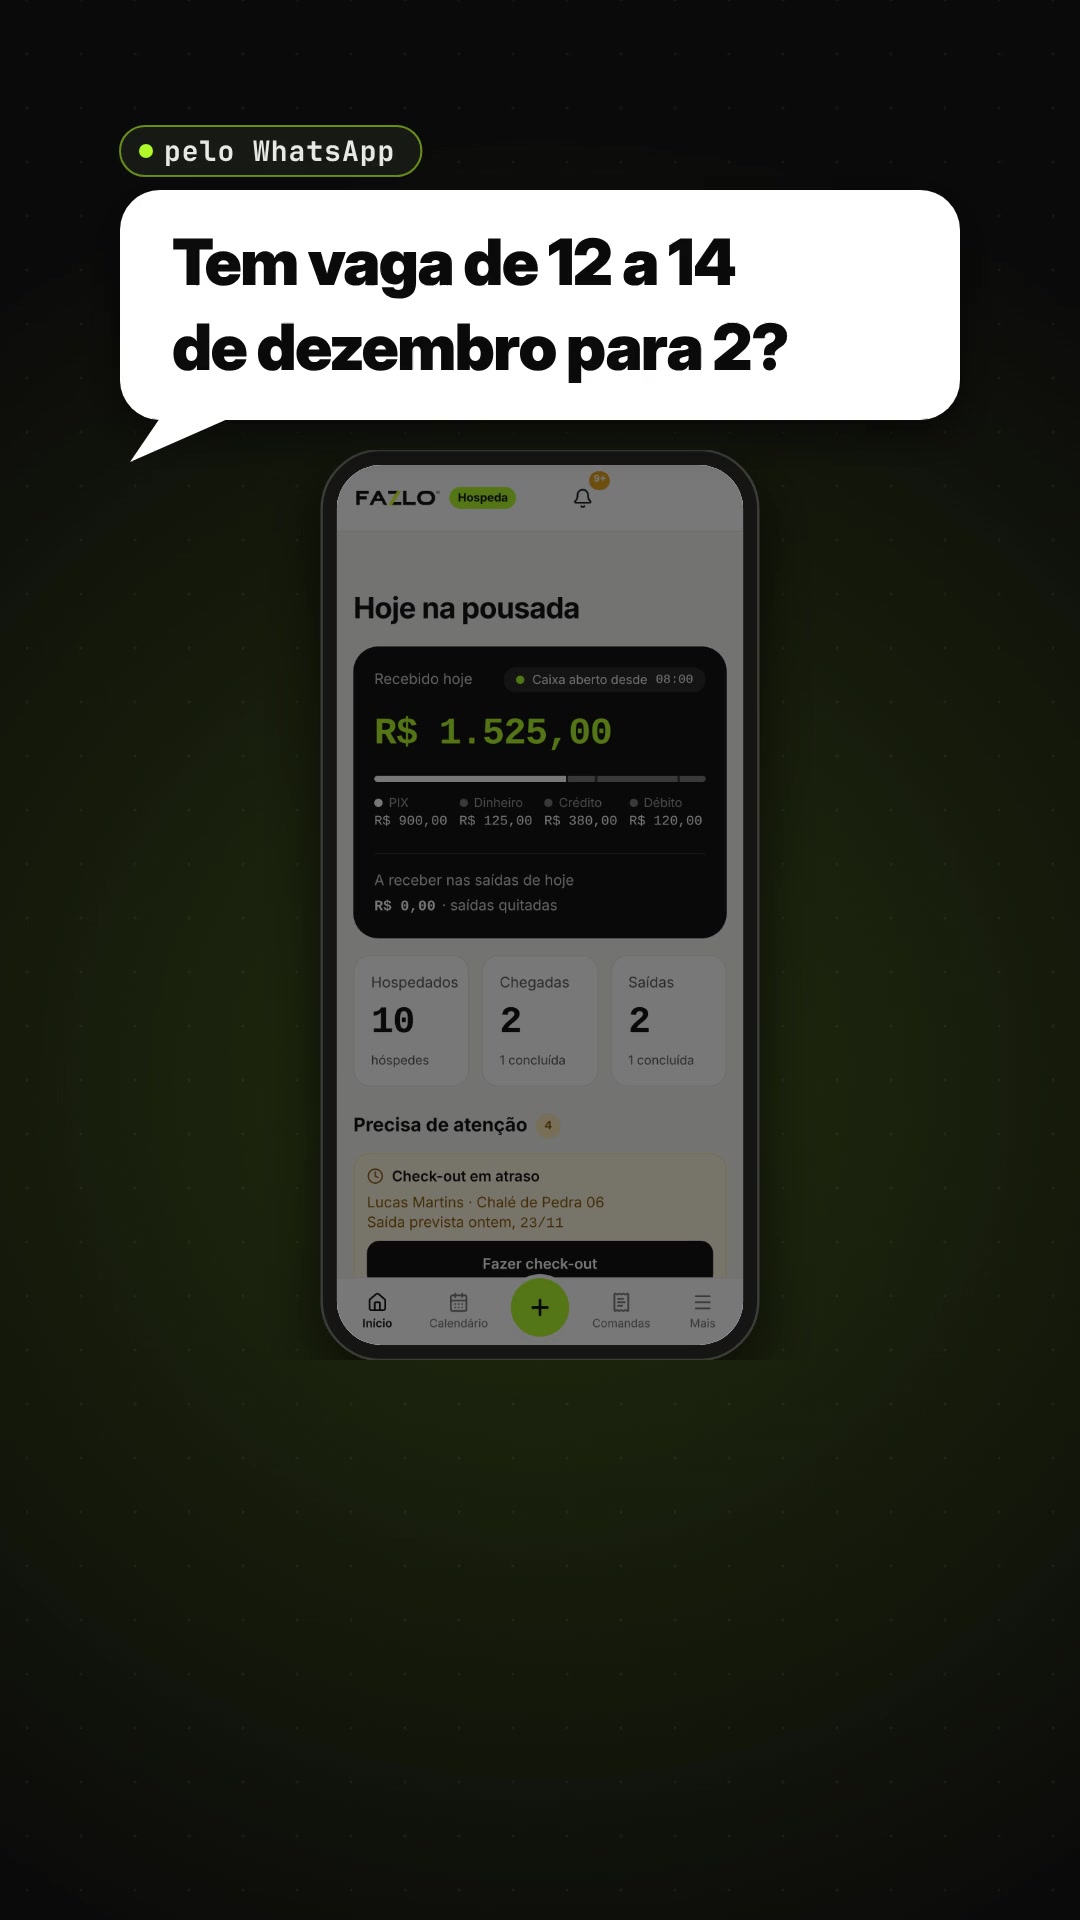 pelo WhatsApp
Tem vaga de 12 a 14
de dezembro para 2?
FAZLO Hospeda 9+
Hoje na pousada
Recebido hoje Caixa aberto desde 08:00
R$ 1.525,00
PIX Dinheiro Crédito Débito
R$ 900,00 R$ 125,00 R$ 380,00 R$ 120,00
A receber nas saídas de hoje
R$ 0,00 · saídas quitadas
Hospedados Chegadas Saídas
10 2 2
hóspedes 1 concluída 1 concluída
Precisa de atenção 4
Check-out em atraso
Lucas Martins · Chalé de Pedra 06
Saída prevista ontem, 23/11
Fazer check-out
+
Início Calendário Comandas Mais